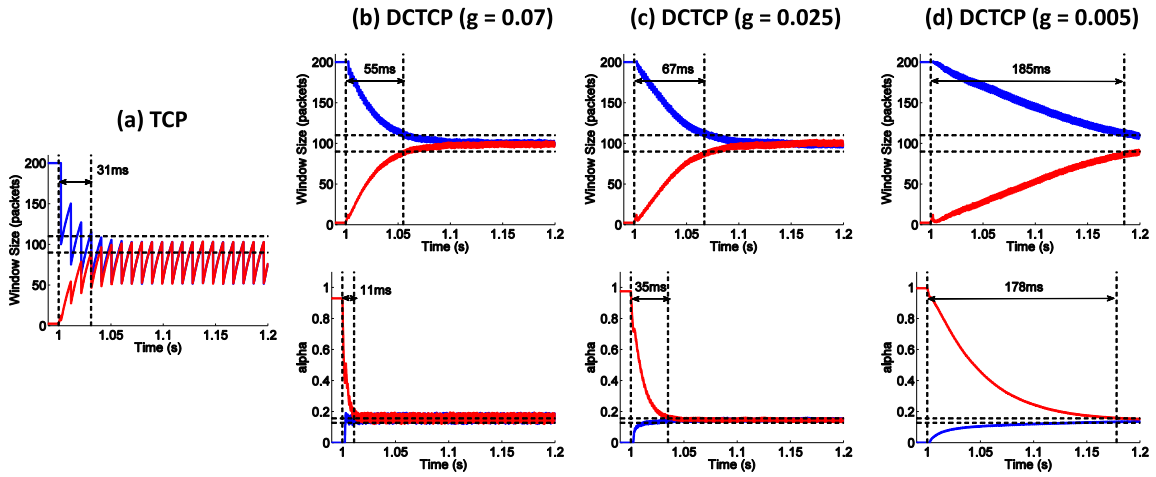 (a) TCP
Window Size (packets)
200
150
100
50
0
31ms
1
1.05
1.1
1.15
1.2
Time (s)
(b) DCTCP (g = 0.07)
Window Size (packets)
200
150
100
50
0
55ms
1
1.05
1.1
1.15
1.2
Time (s)
alpha
1
0.8
0.6
0.4
0.2
0
11ms
1
1.05
1.1
1.15
1.2
Time (s)
(c) DCTCP (g = 0.025)
Window Size (packets)
200
150
100
50
0
67ms
1
1.05
1.1
1.15
1.2
Time (s)
alpha
1
0.8
0.6
0.4
0.2
0
35ms
1
1.05
1.1
1.15
1.2
Time (s)
(d) DCTCP (g = 0.005)
Window Size (packets)
200
150
100
50
0
185ms
1
1.05
1.1
1.15
1.2
Time (s)
alpha
1
0.8
0.6
0.4
0.2
0
178ms
1
1.05
1.1
1.15
1.2
Time (s)